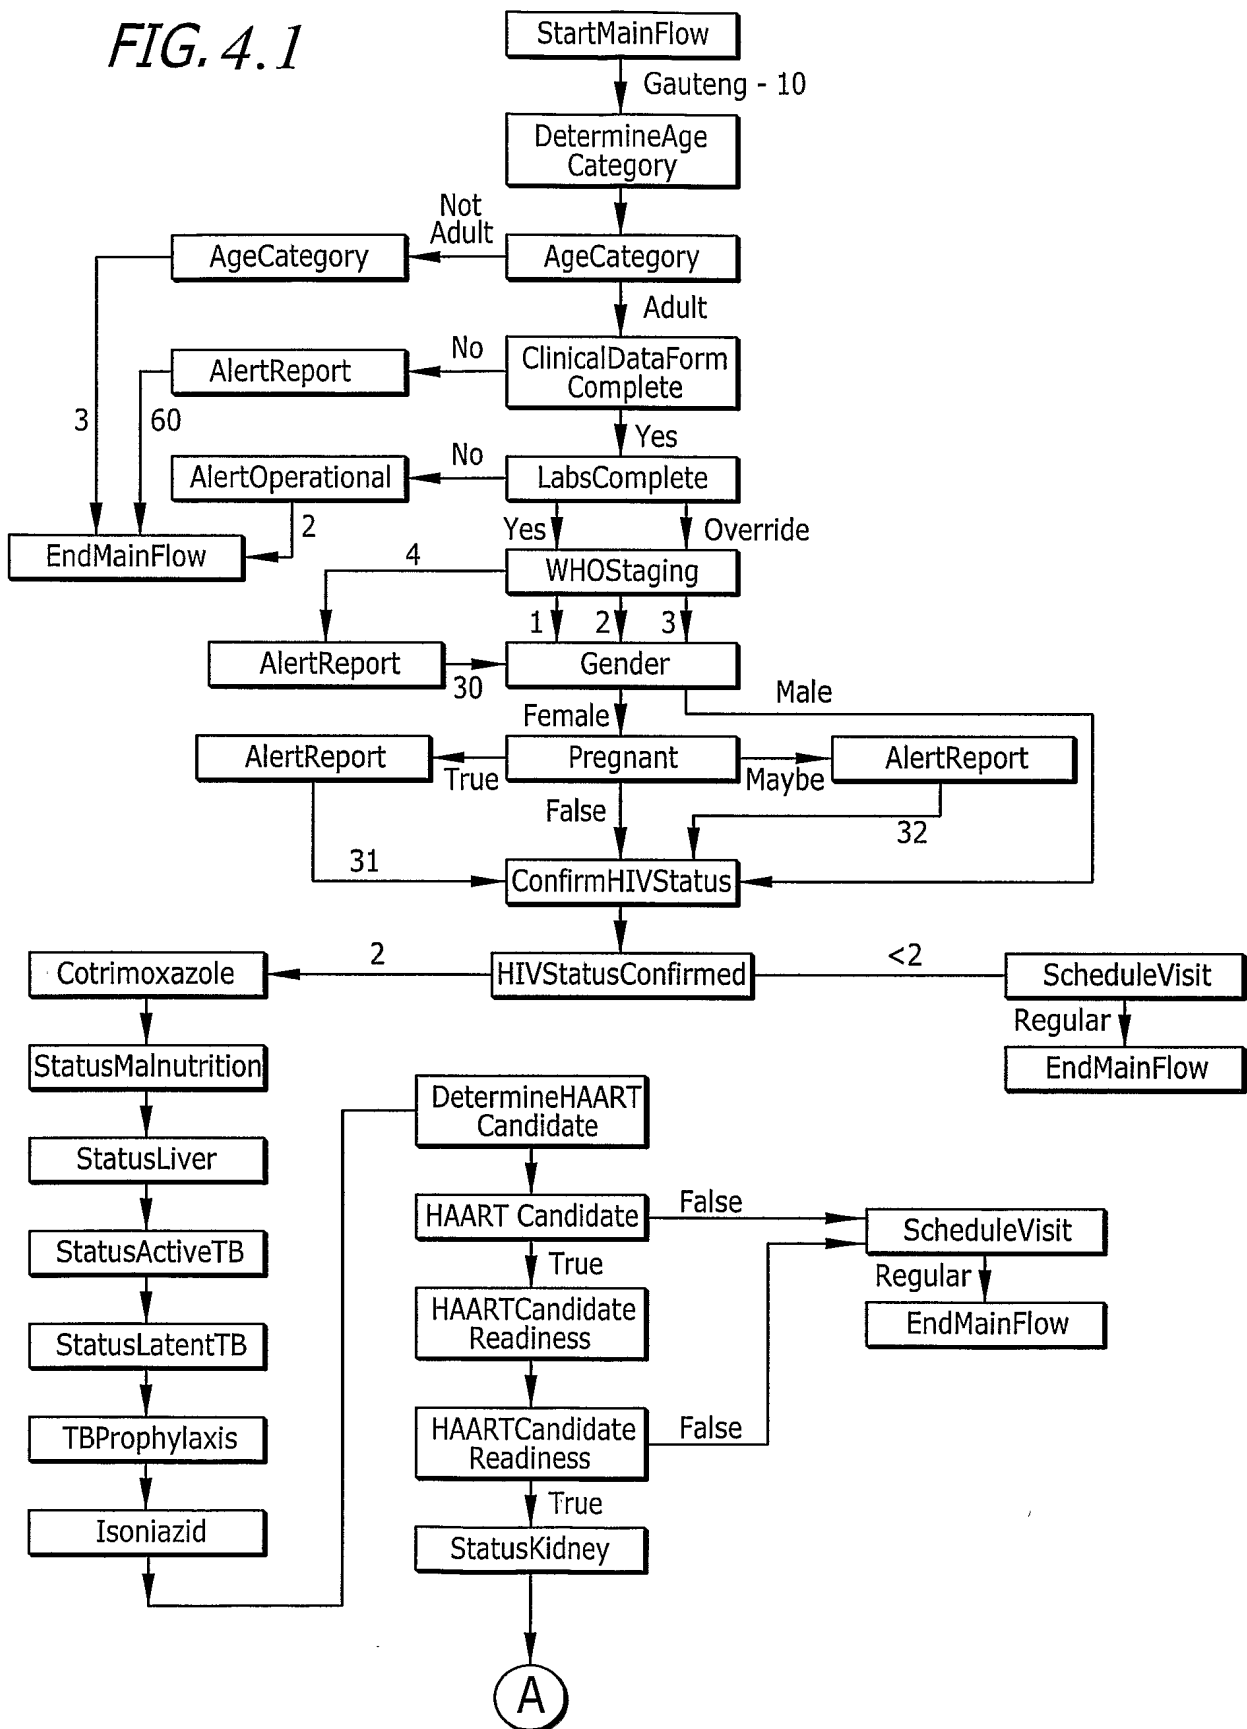 FIG. 4.1
StartMainFlow
Gauteng - 10
DetermineAge
Category
Not
Adult
AgeCategory
AgeCategory
Adult
No
AlertReport
ClinicalDataForm
Complete
3
60
Yes
No
AlertOperational
LabsComplete
2
Yes
Override
EndMainFlow
4
WHOStaging
1
2
3
AlertReport
30
Gender
Male
Female
AlertReport
True
Pregnant
Maybe
AlertReport
False
32
31
ConfirmHIVStatus
Cotrimoxazole
2
HIVStatusConfirmed
<2
ScheduleVisit
Regular
EndMainFlow
StatusMalnutrition
StatusLiver
StatusActiveTB
StatusLatentTB
TBProphylaxis
Isoniazid
DetermineHAART
Candidate
HAART Candidate
False
ScheduleVisit
True
Regular
HAARTCandidate
Readiness
EndMainFlow
HAARTCandidate
Readiness
False
True
StatusKidney
A